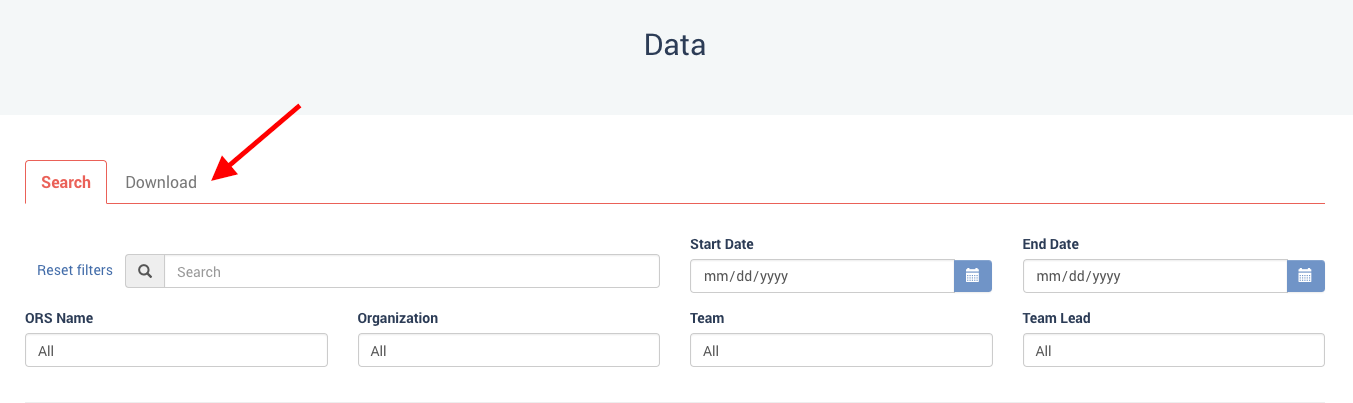 Data
Search Download
Start Date End Date
Reset filters Search mm/dd/yyyy mm/dd/yyyy
ORS Name Organization Team Team Lead
All All All All